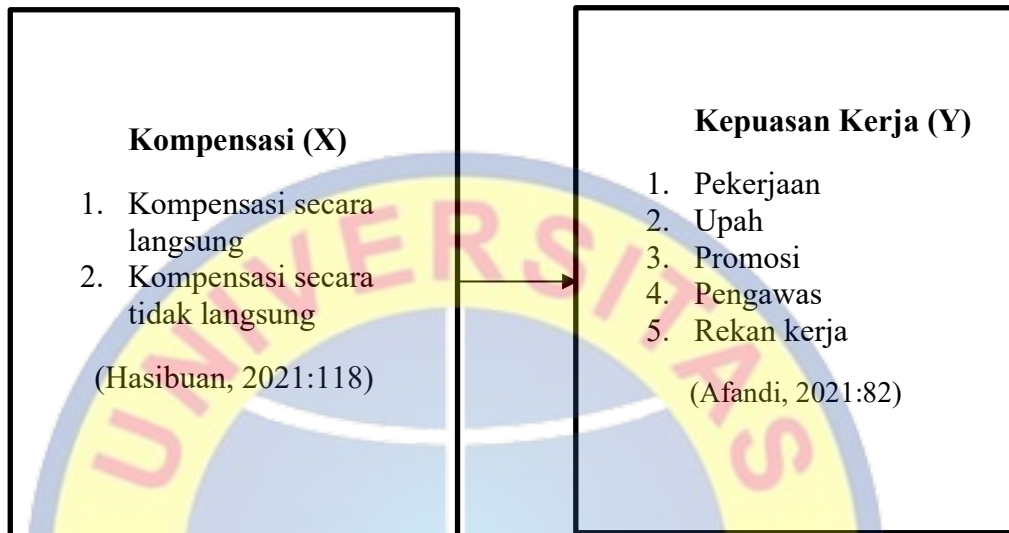 Kompensasi (X)
1. Kompensasi secara
langsung
2. Kompensasi secara
tidak langsung
(Hasibuan, 2021:118)
Kepuasan Kerja (Y)
1. Pekerjaan
2. Upah
3. Promosi
4. Pengawas
5. Rekan kerja
(Afandi, 2021:82)
UNIVERSITAS